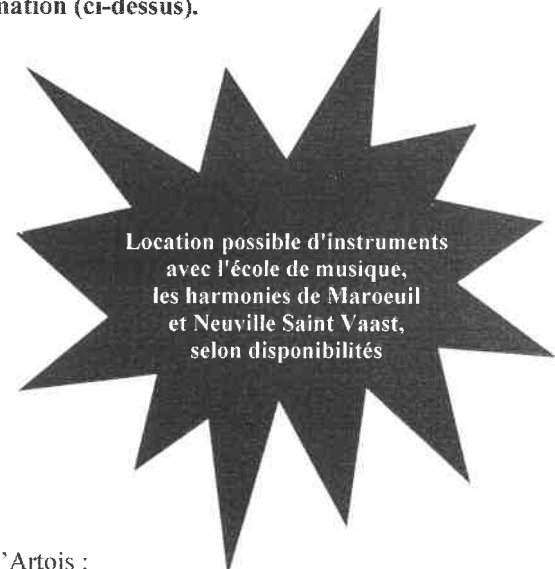 mation (ci-dessus).
Location possible d'instruments
avec l'école de musique,
les harmonies de Maroeuil
et Neuville Saint Vaast,
selon disponibilités
'Artois :